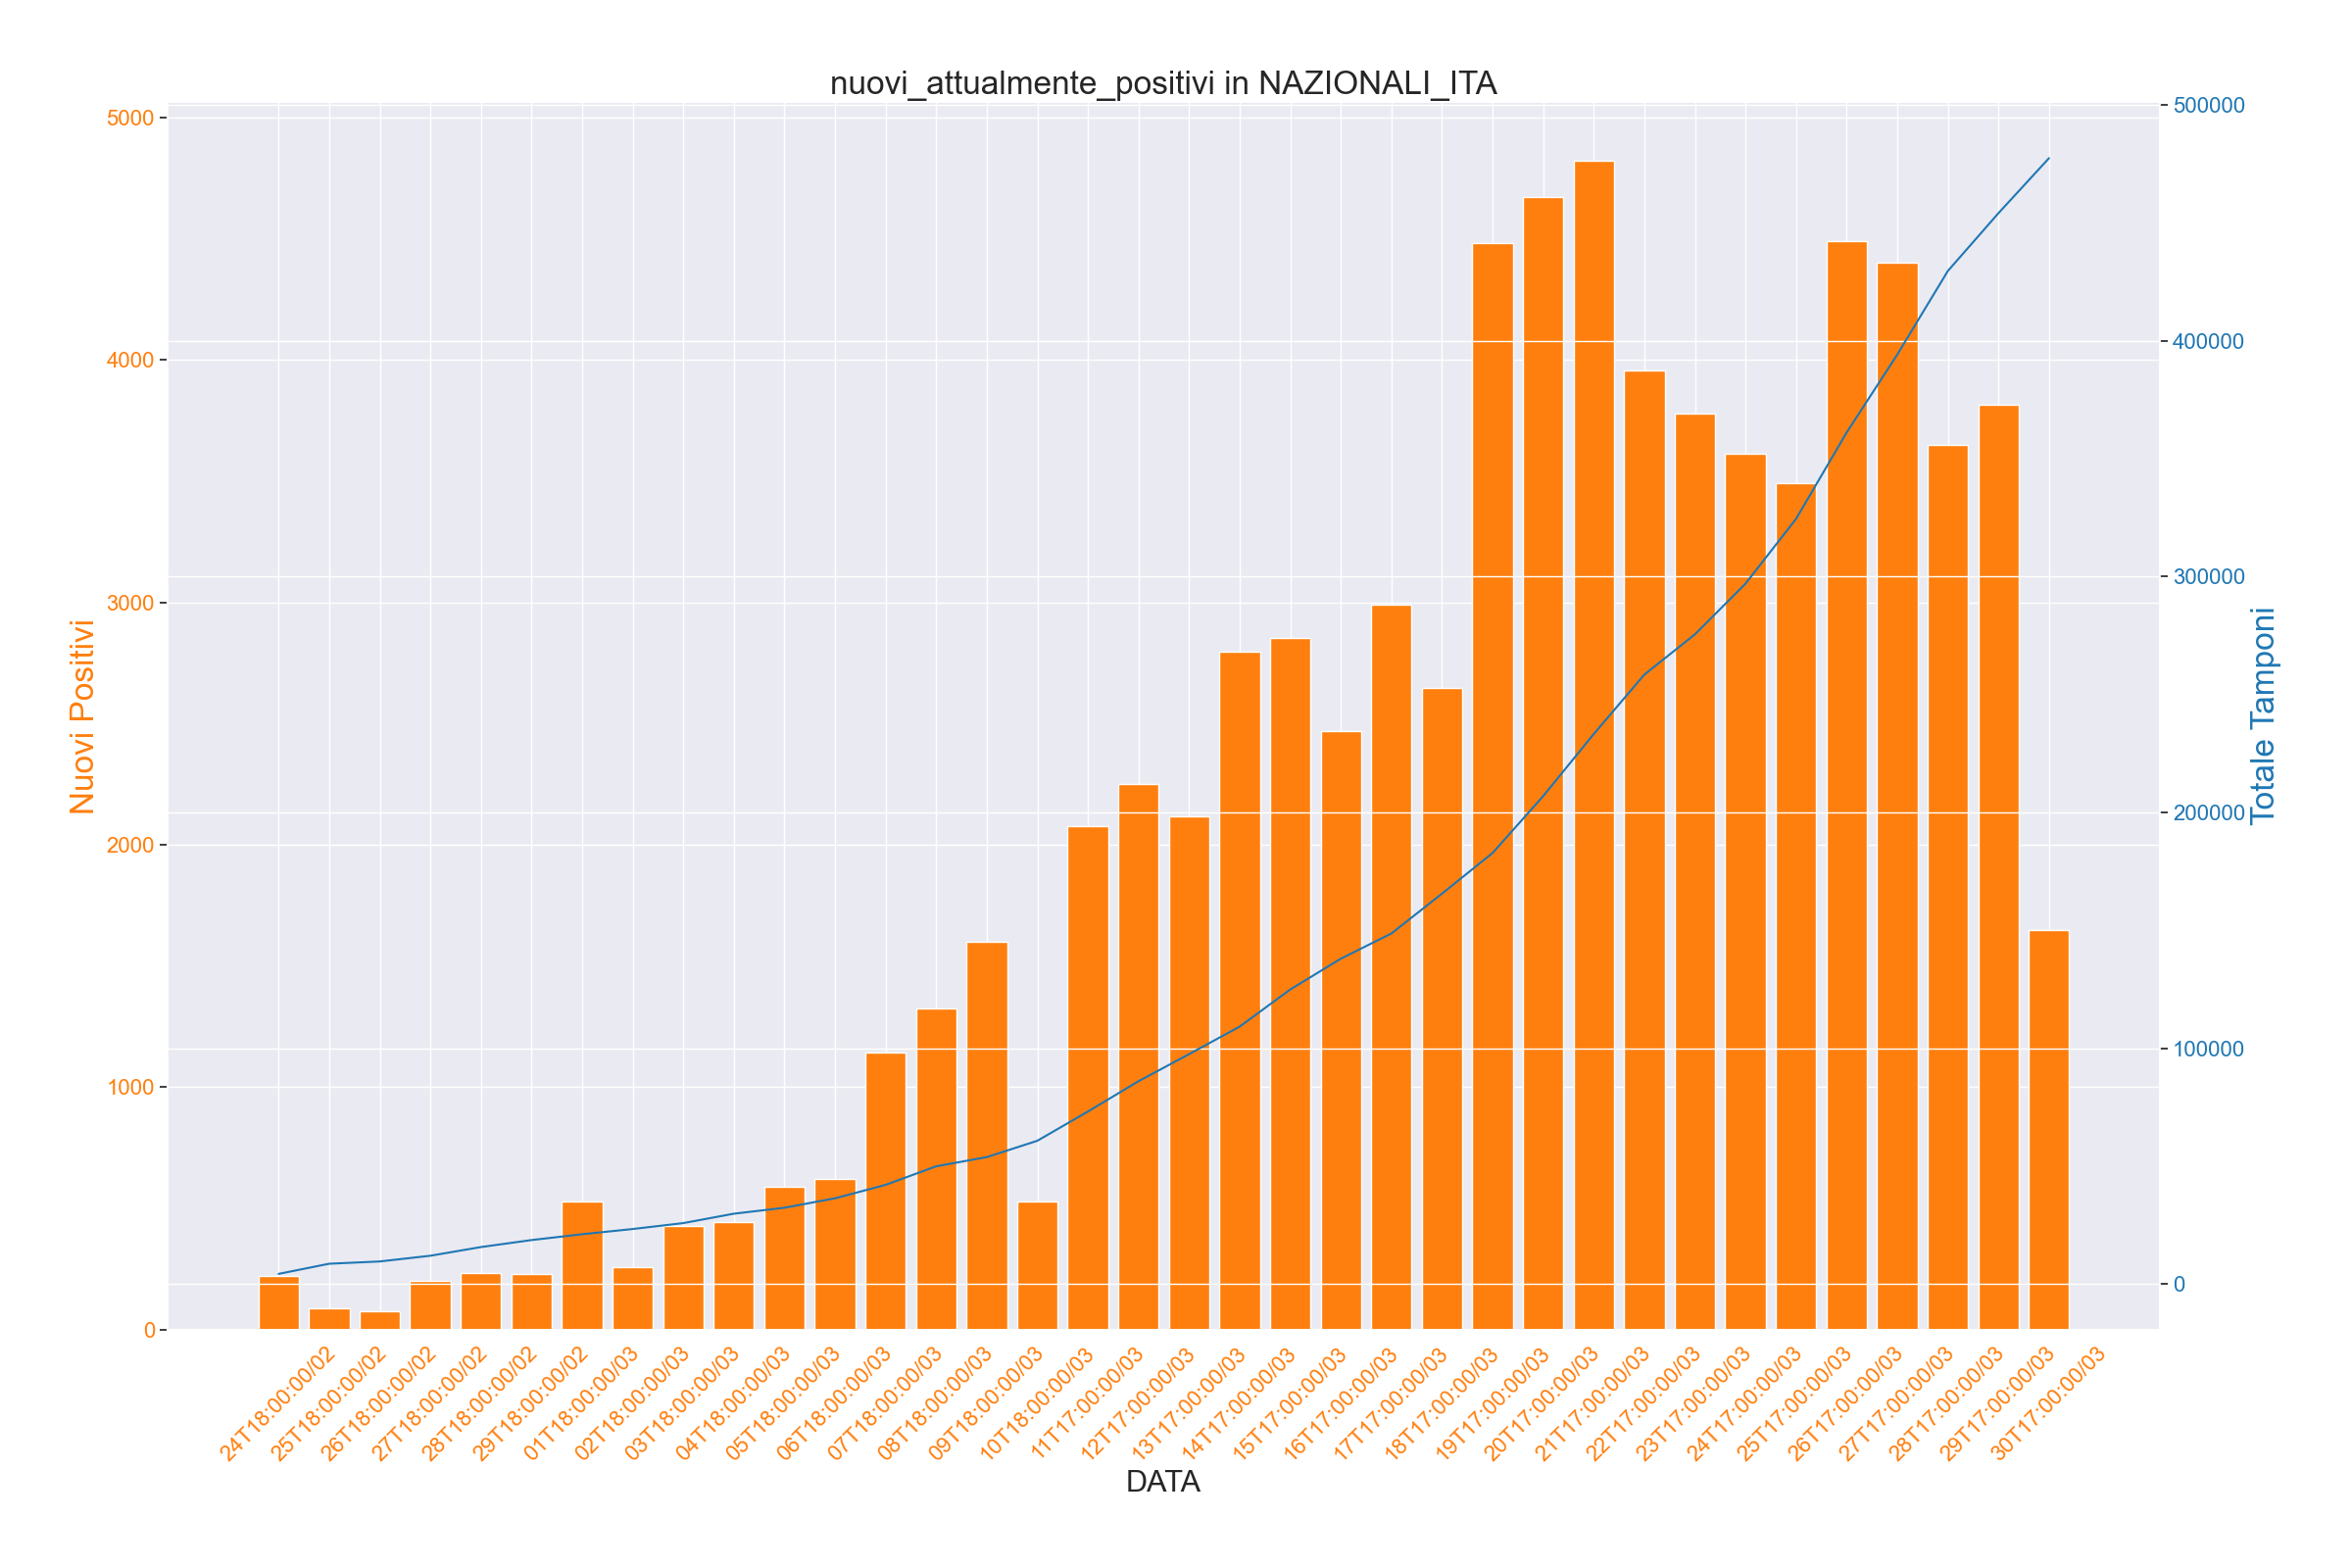 nuovi_attualmente_positivi in NAZIONALI_ITA
5000
4000
3000
2000
1000
0
Nuovi Positivi
500000
400000
300000
200000
100000
0
Totale Tamponi
24T18:00:00/02
25T18:00:00/02
26T18:00:00/02
27T18:00:00/02
28T18:00:00/02
29T18:00:00/02
01T18:00:00/03
02T18:00:00/03
03T18:00:00/03
04T18:00:00/03
05T18:00:00/03
06T18:00:00/03
07T18:00:00/03
08T18:00:00/03
09T18:00:00/03
10T18:00:00/03
11T17:00:00/03
12T17:00:00/03
13T17:00:00/03
14T17:00:00/03
15T17:00:00/03
16T17:00:00/03
17T17:00:00/03
18T17:00:00/03
19T17:00:00/03
20T17:00:00/03
21T17:00:00/03
22T17:00:00/03
23T17:00:00/03
24T17:00:00/03
25T17:00:00/03
26T17:00:00/03
27T17:00:00/03
28T17:00:00/03
29T17:00:00/03
30T17:00:00/03
DATA